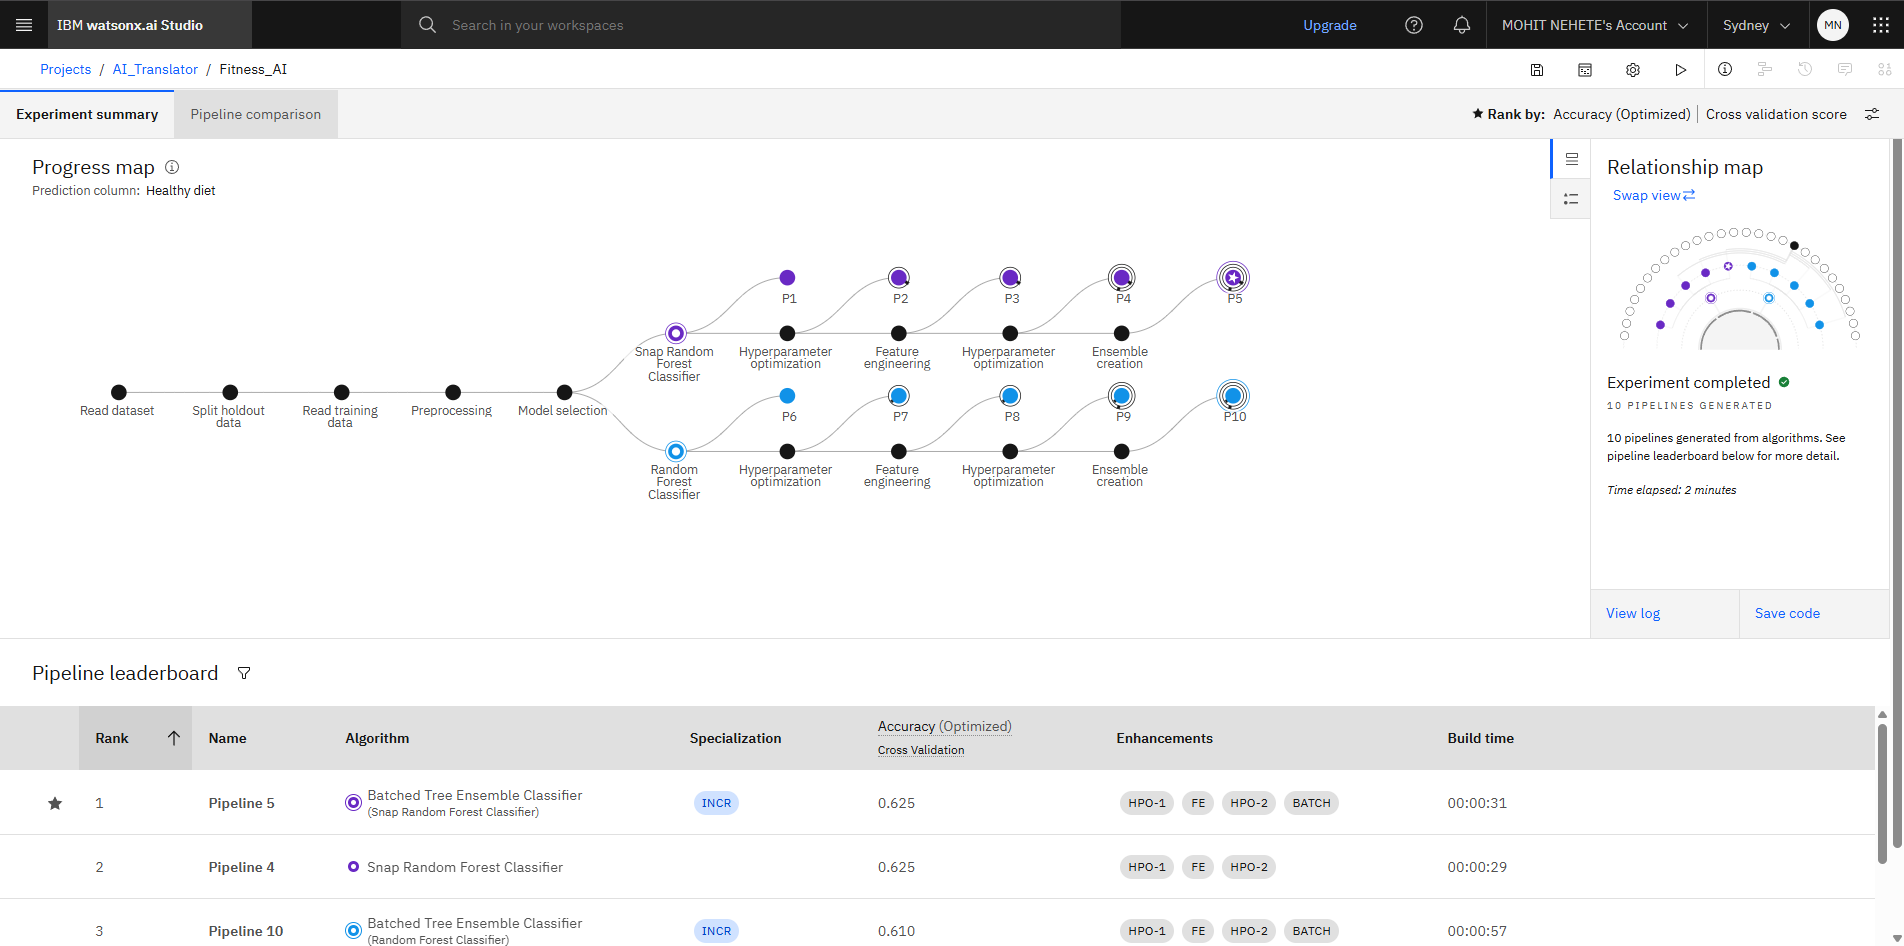 IBM watsonx.ai Studio
Search in your workspaces
Upgrade
MOHIT NEHETE's Account
Sydney
MN
Projects / AI_Translator / Fitness_AI
Experiment summary
Pipeline comparison
Rank by: Accuracy (Optimized) | Cross validation score
Progress map
Prediction column: Healthy diet
Read dataset
Split holdout
data
Read training
data
Preprocessing
Model selection
Snap Random
Forest
Classifier
P1
Hyperparameter
optimization
P2
Feature
engineering
P3
Hyperparameter
optimization
P4
Ensemble
creation
P5
Random
Forest
Classifier
P6
Hyperparameter
optimization
P7
Feature
engineering
P8
Hyperparameter
optimization
P9
Ensemble
creation
P10
Relationship map
Swap view
Experiment completed
10 PIPELINES GENERATED
10 pipelines generated from algorithms. See
pipeline leaderboard below for more detail.
Time elapsed: 2 minutes
View log
Save code
Pipeline leaderboard
Rank
Name
Algorithm
Specialization
Accuracy (Optimized)
Cross Validation
Enhancements
Build time
1
Pipeline 5
Batched Tree Ensemble Classifier
(Snap Random Forest Classifier)
INCR
0.625
HPO-1 FE HPO-2 BATCH
00:00:31
2
Pipeline 4
Snap Random Forest Classifier
0.625
HPO-1 FE HPO-2
00:00:29
3
Pipeline 10
Batched Tree Ensemble Classifier
(Random Forest Classifier)
INCR
0.610
HPO-1 FE HPO-2 BATCH
00:00:57